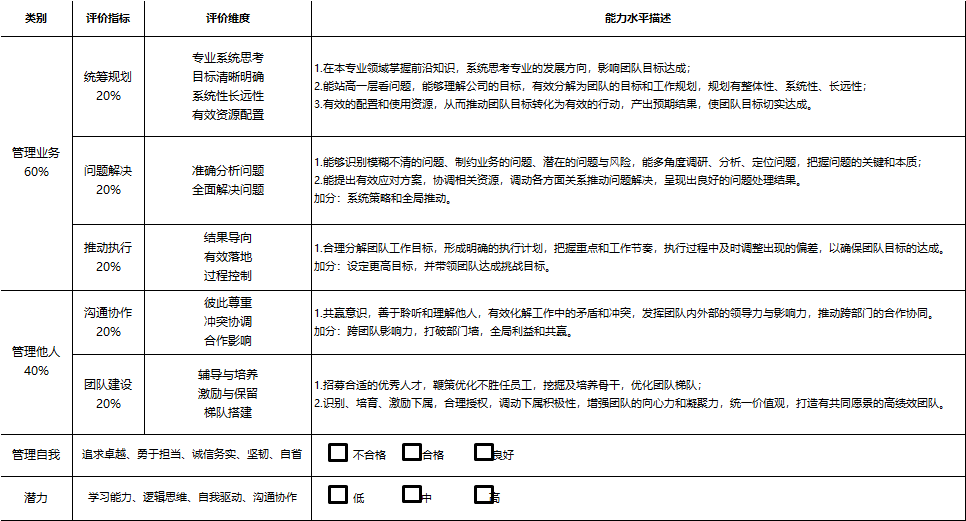 类别 评价指标 评价维度 能力水平描述
管理业务
60%
统筹规划
20%
专业系统思考
目标清晰明确
系统性长远性
有效资源配置
1.在本专业领域掌握前沿知识，系统思考专业的发展方向，影响团队目标达成；
2.能站高一层看问题，能够理解公司的目标，有效分解为团队的目标和工作规划，规划有整体性、系统性、长远性；
3.有效的配置和使用资源，从而推动团队目标转化为有效的行动，产出预期结果，使团队目标切实达成。
问题解决
20%
准确分析问题
全面解决问题
1.能够识别模糊不清的问题、制约业务的问题、潜在的问题与风险，能多角度调研、分析、定位问题，把握问题的关键和本质；
2.能提出有效应对方案，协调相关资源，调动各方面关系推动问题解决，呈现出良好的问题处理结果。
加分：系统策略和全局推动。
推动执行
20%
结果导向
有效落地
过程控制
1.合理分解团队工作目标，形成明确的执行计划，把握重点和工作节奏，执行过程中及时调整出现的偏差，以确保团队目标的达成。
加分：设定更高目标，并带领团队达成挑战目标。
管理他人
40%
沟通协作
20%
彼此尊重
冲突协调
合作影响
1.共赢意识，善于聆听和理解他人，有效化解工作中的矛盾和冲突，发挥团队内外部的领导力与影响力，推动跨部门的合作协同。
加分：跨团队影响力，打破部门墙，全局利益和共赢。
团队建设
20%
辅导与培养
激励与保留
梯队搭建
1.招募合适的优秀人才，鞭策优化不胜任员工，挖掘及培养骨干，优化团队梯队；
2.识别、培育、激励下属，合理授权，调动下属积极性，增强团队的向心力和凝聚力，统一价值观，打造有共同愿景的高绩效团队。
管理自我 追求卓越、勇于担当、诚信务实、坚韧、自省 不合格 合格 良好
潜力 学习能力、逻辑思维、自我驱动、沟通协作 低 中 高